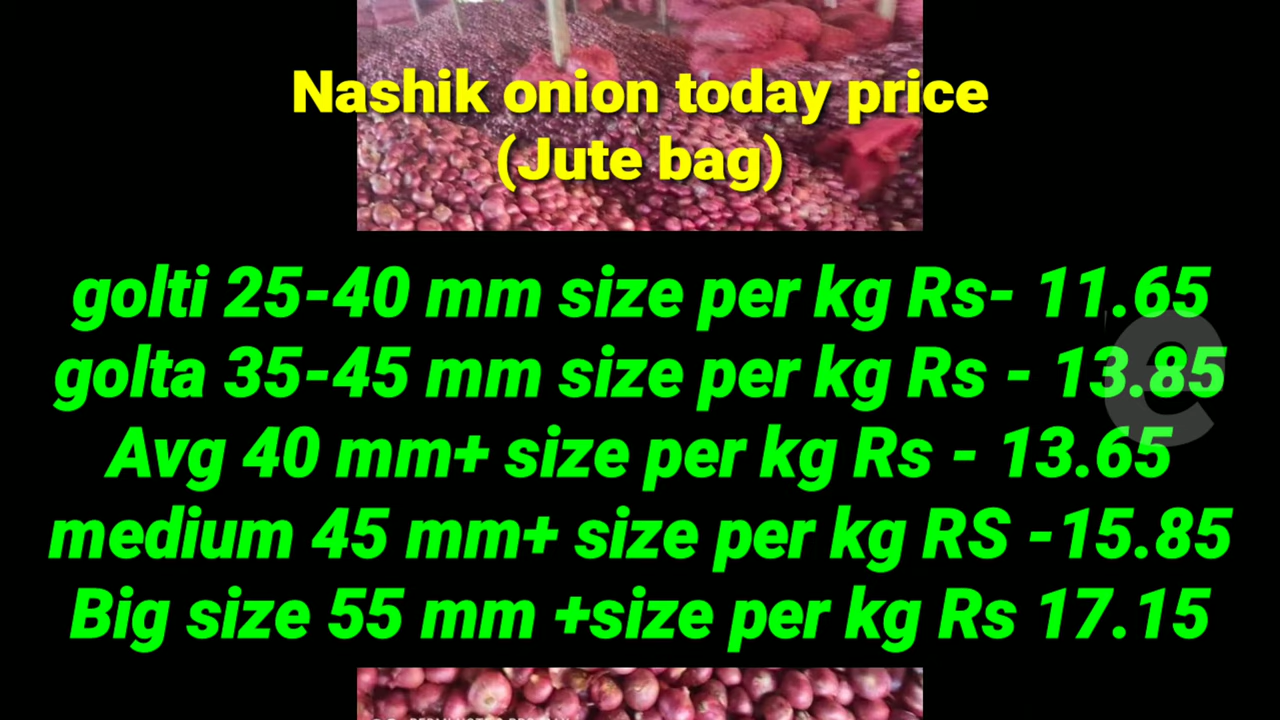 Nashik onion today price
(Jute bag)
golti 25-40 mm size per kg Rs- 11.65
golta 35-45 mm size per kg Rs - 13.85
Avg 40 mm+ size per kg Rs - 13.65
medium 45 mm+ size per kg RS -15.85
Big size 55 mm +size per kg Rs 17.15
e